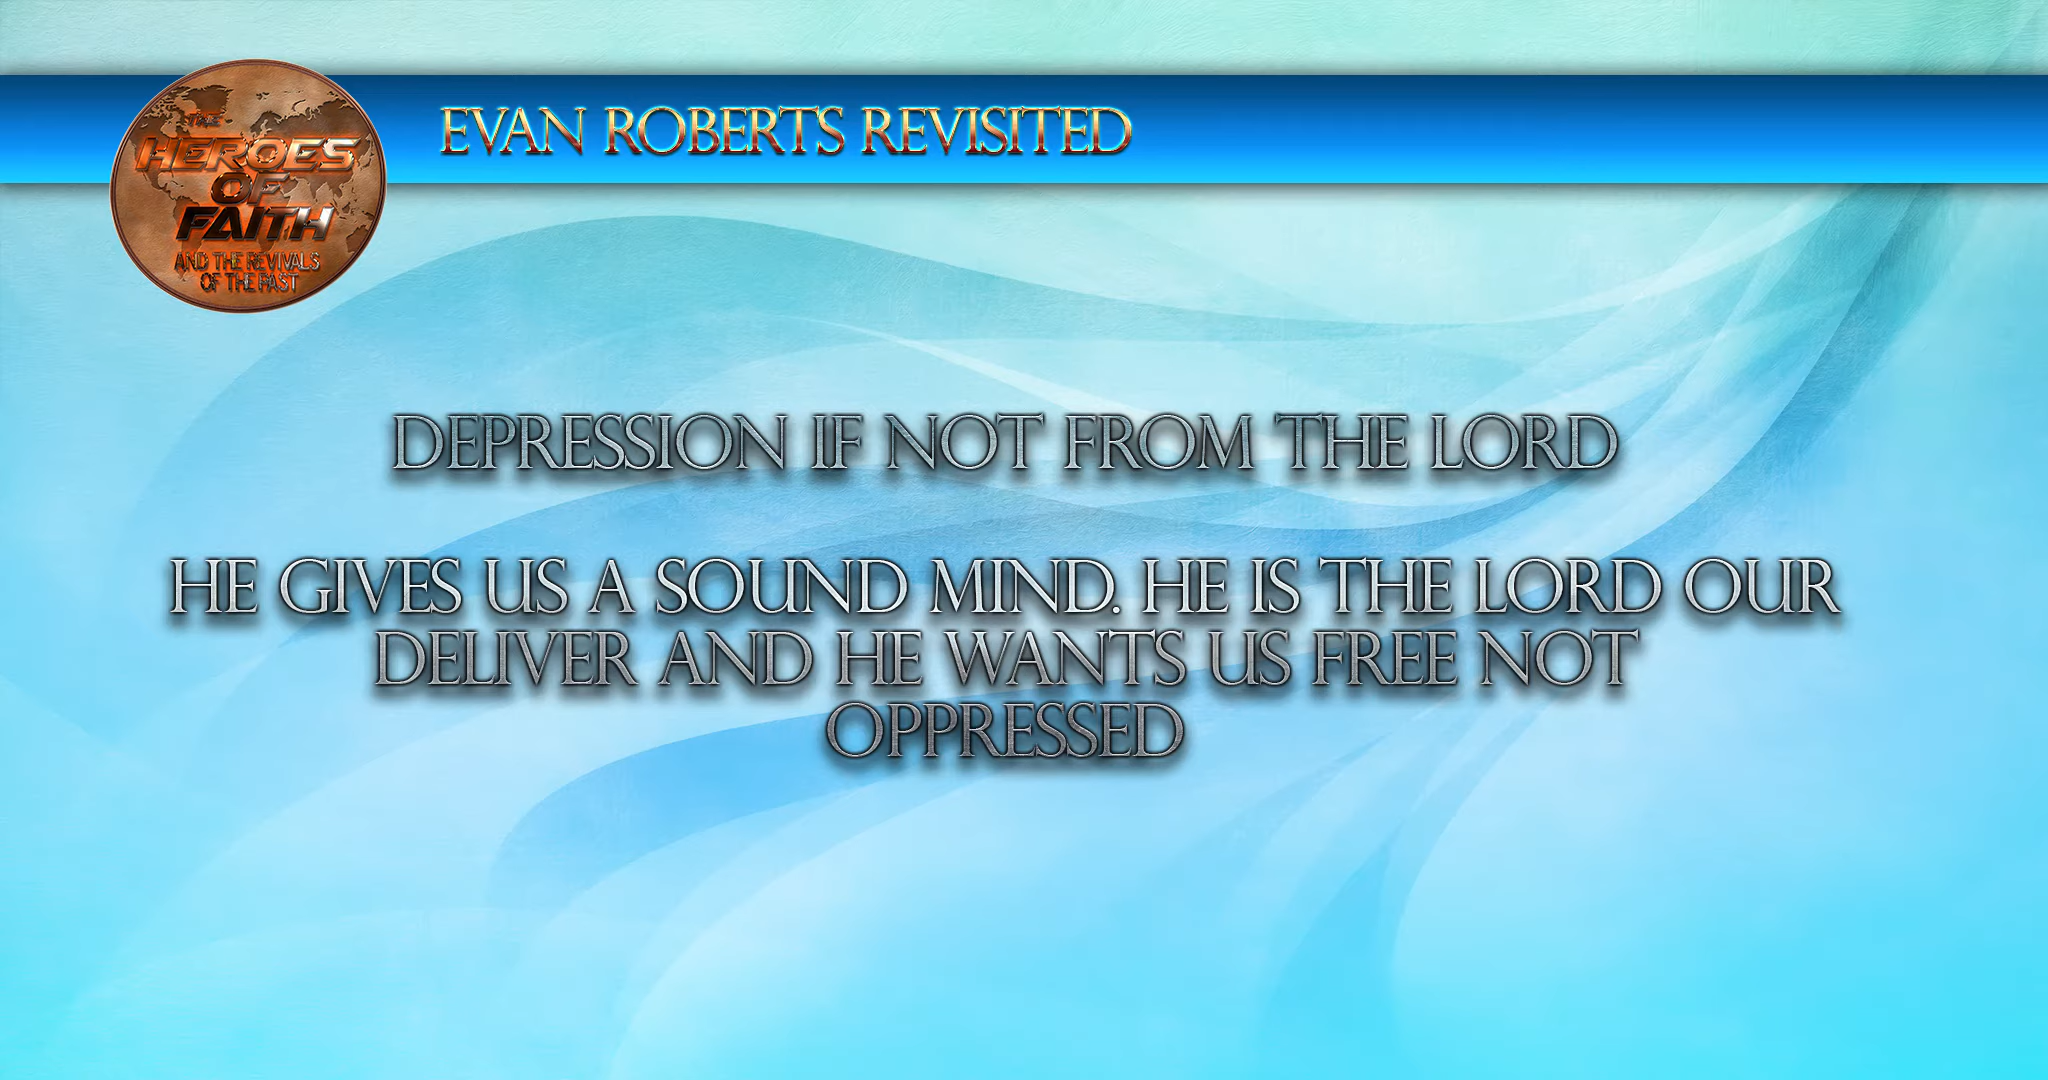 THE
HEROES
OF
FAITH
AND THE REVIVALS
OF THE PAST
EVAN ROBERTS REVISITED
DEPRESSION IF NOT FROM THE LORD
HE GIVES US A SOUND MIND. HE IS THE LORD OUR
DELIVER AND HE WANTS US FREE NOT
OPPRESSED